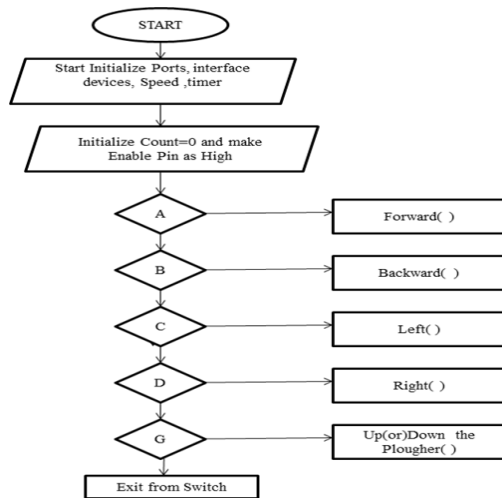 START
Start Initialize Ports, interface
devices, Speed ,timer
Initialize Count=0 and make
Enable Pin as High
A
Forward( )
B
Backward( )
C
Left( )
D
Right( )
G
Up(or)Down the
Plougher( )
Exit from Switch